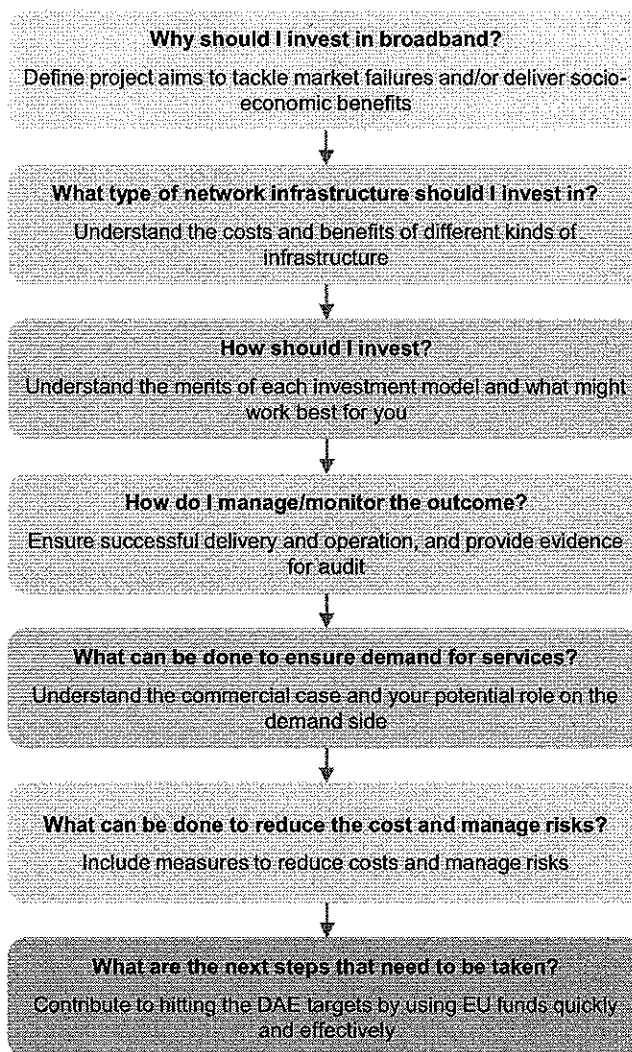 Why should I invest in broadband?
Define project aims to tackle market failures and/or deliver socio-
economic benefits
What type of network infrastructure should I invest in?
Understand the costs and benefits of different kinds of
infrastructure
How should I invest?
Understand the merits of each investment model and what might
work best for you
How do I manage/monitor the outcome?
Ensure successful delivery and operation, and provide evidence
for audit
What can be done to ensure demand for services?
Understand the commercial case and your potential role on the
demand side
What can be done to reduce the cost and manage risks?
Include measures to reduce costs and manage risks
What are the next steps that need to be taken?
Contribute to hitting the DAE targets by using EU funds quickly
and effectively